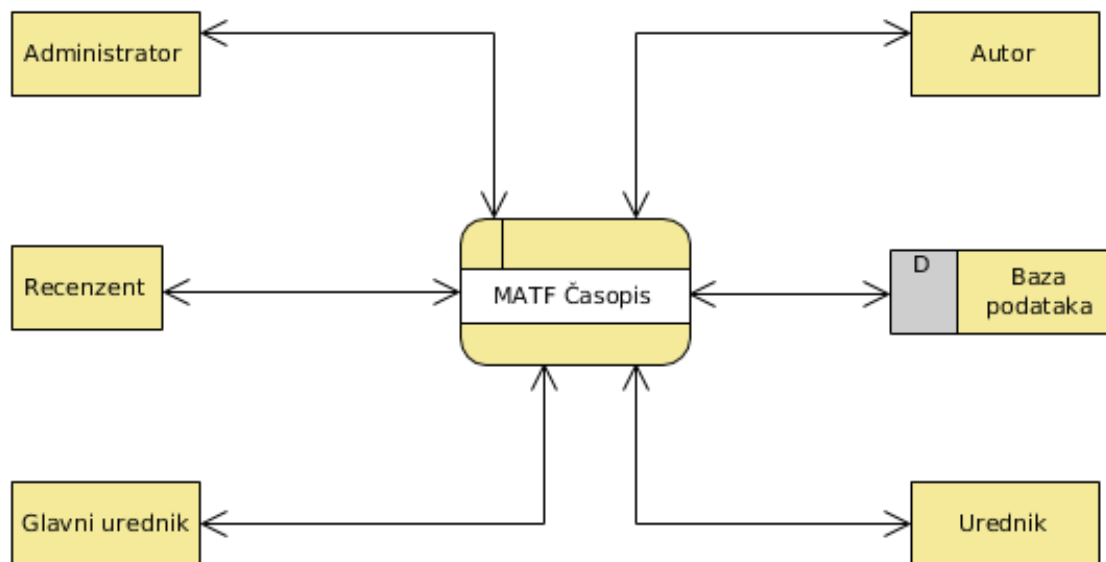 Administrator
Autor
Recenzent
MATF Časopis
D
Baza
podataka
Glavni urednik
Urednik